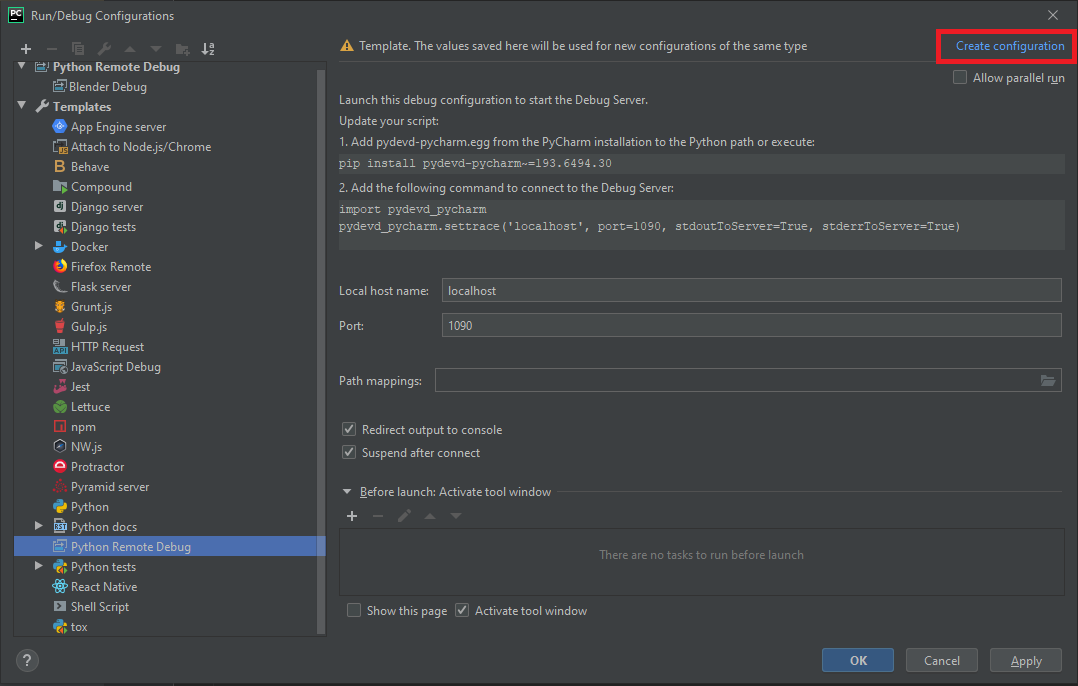 PC Run/Debug Configurations
Python Remote Debug
Blender Debug
Templates
App Engine server
Attach to Node.js/Chrome
Behave
Compound
Django server
Django tests
Docker
Firefox Remote
Flask server
Grunt.js
Gulp.js
HTTP Request
JavaScript Debug
Jest
Lettuce
npm
NW.js
Protractor
Pyramid server
Python
Python docs
Python Remote Debug
Python tests
React Native
Shell Script
tox
Template. The values saved here will be used for new configurations of the same type
Create configuration
Allow parallel run
Launch this debug configuration to start the Debug Server.
Update your script:
1. Add pydevd-pycharm.egg from the PyCharm installation to the Python path or execute:
pip install pydevd-pycharm~=193.6494.30
2. Add the following command to connect to the Debug Server:
import pydevd_pycharm
pydevd_pycharm.settrace('localhost', port=1090, stdoutToServer=True, stderrToServer=True)
Local host name: localhost
Port: 1090
Path mappings:
Redirect output to console
Suspend after connect
Before launch: Activate tool window
There are no tasks to run before launch
Show this page Activate tool window
? OK Cancel Apply